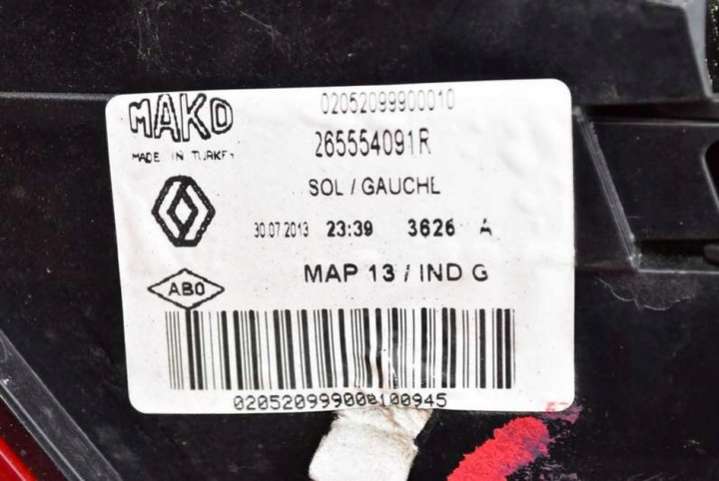 02052099900010
MAKO
265554091R
MADE IN TURKEY
SOL / GAUCHE
30.07.2013 23:39 3626 A
MAP 13 / IND G
ABO